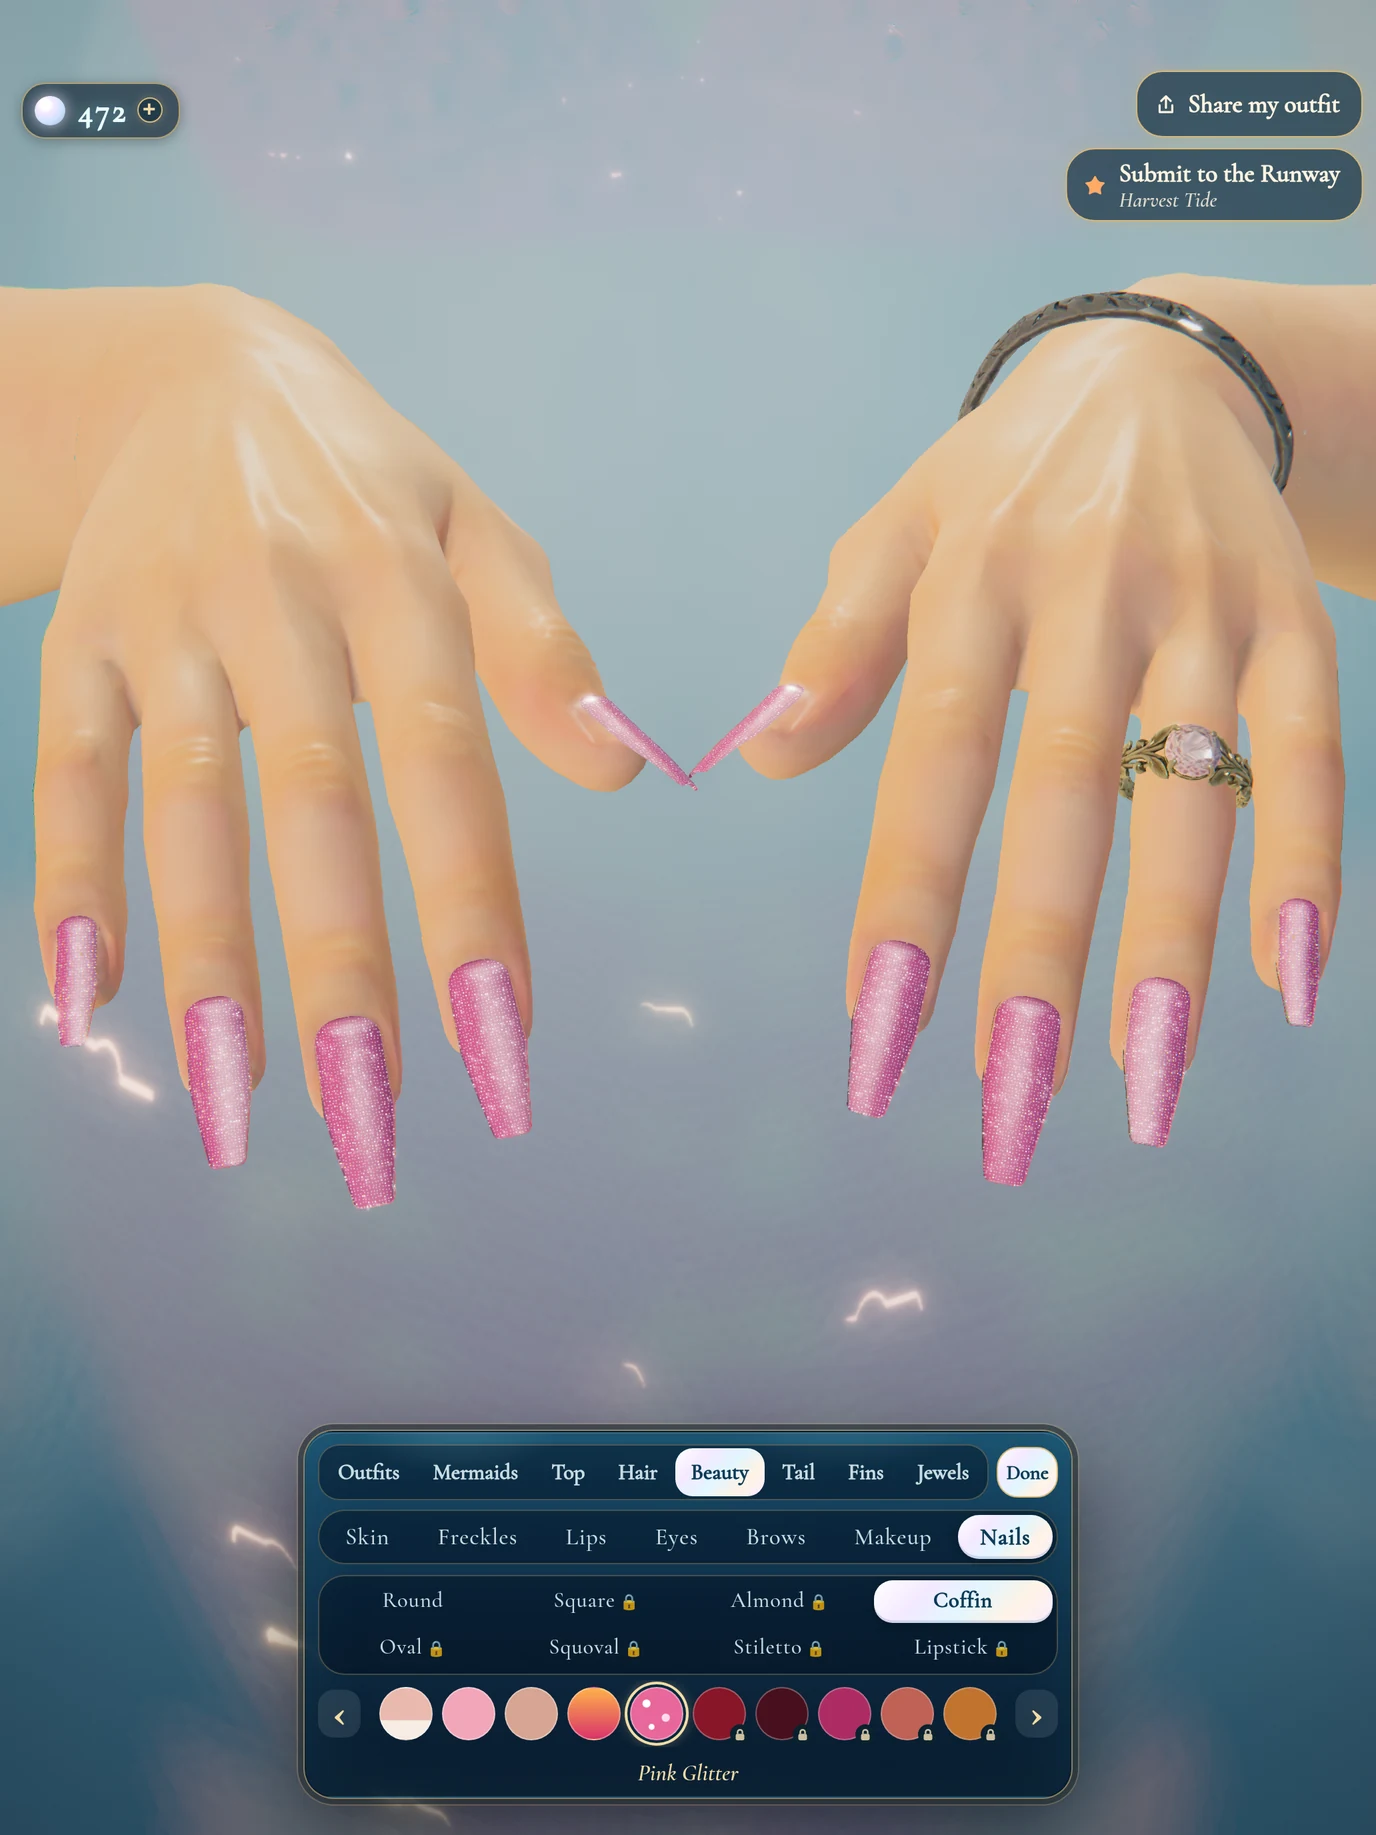 472
Share my outfit
Submit to the Runway
Harvest Tide
Outfits Mermaids Top Hair Beauty Tail Fins Jewels Done
Skin Freckles Lips Eyes Brows Makeup Nails
Round Square Almond Coffin
Oval Squoval Stiletto Lipstick
Pink Glitter